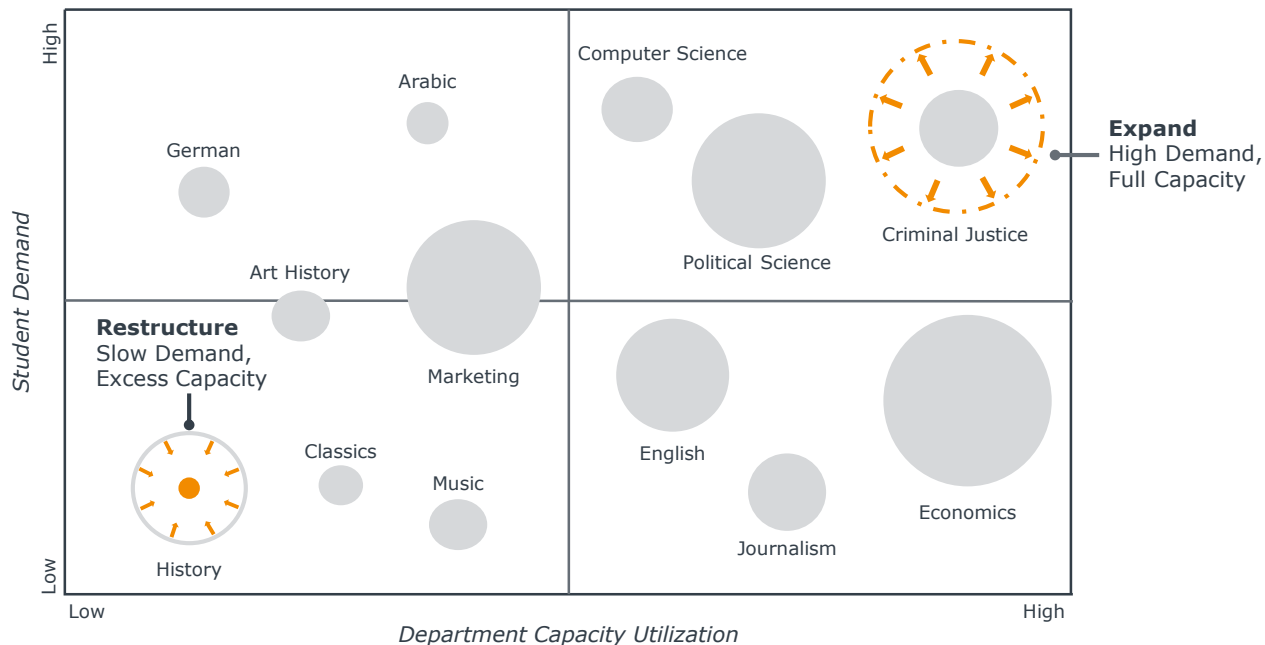 High
Computer Science
Arabic
German
Expand
High Demand,
Full Capacity
Criminal Justice
Political Science
Art History
Student Demand
Restructure
Slow Demand,
Excess Capacity
Marketing
Classics
English
Music
Economics
Journalism
History
Low
Low
High
Department Capacity Utilization